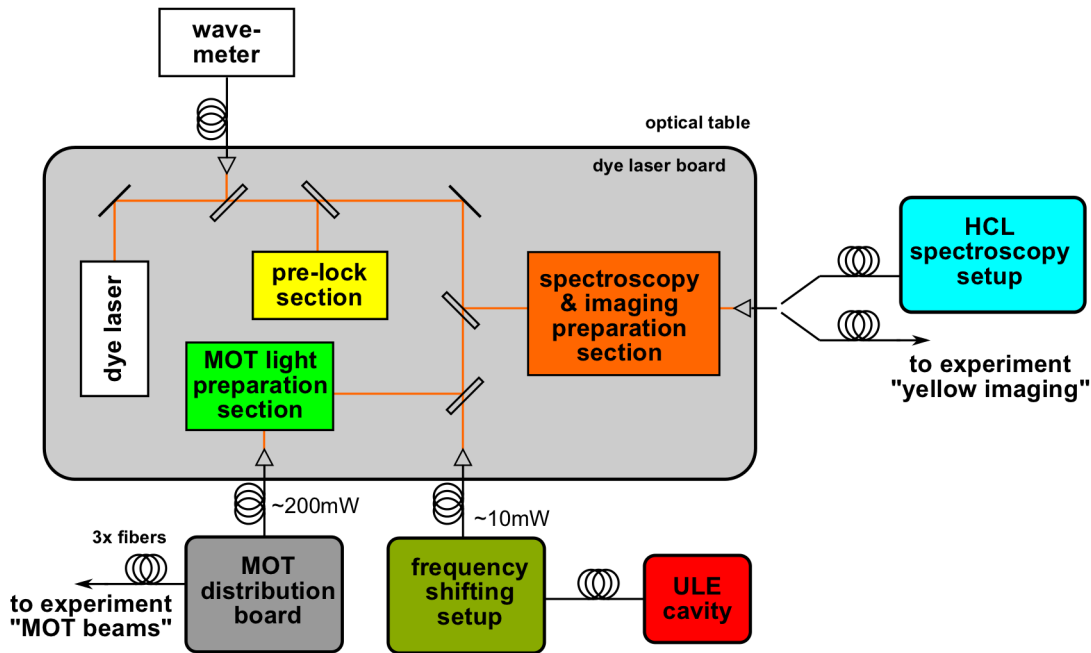 wave-
meter
optical table
dye laser board
HCL
spectroscopy
setup
dye laser
pre-lock
section
spectroscopy
& imaging
preparation
section
MOT light
preparation
section
to experiment
"yellow imaging"
~200mW
~10mW
3x fibers
to experiment
"MOT beams"
MOT
distribution
board
frequency
shifting
setup
ULE
cavity